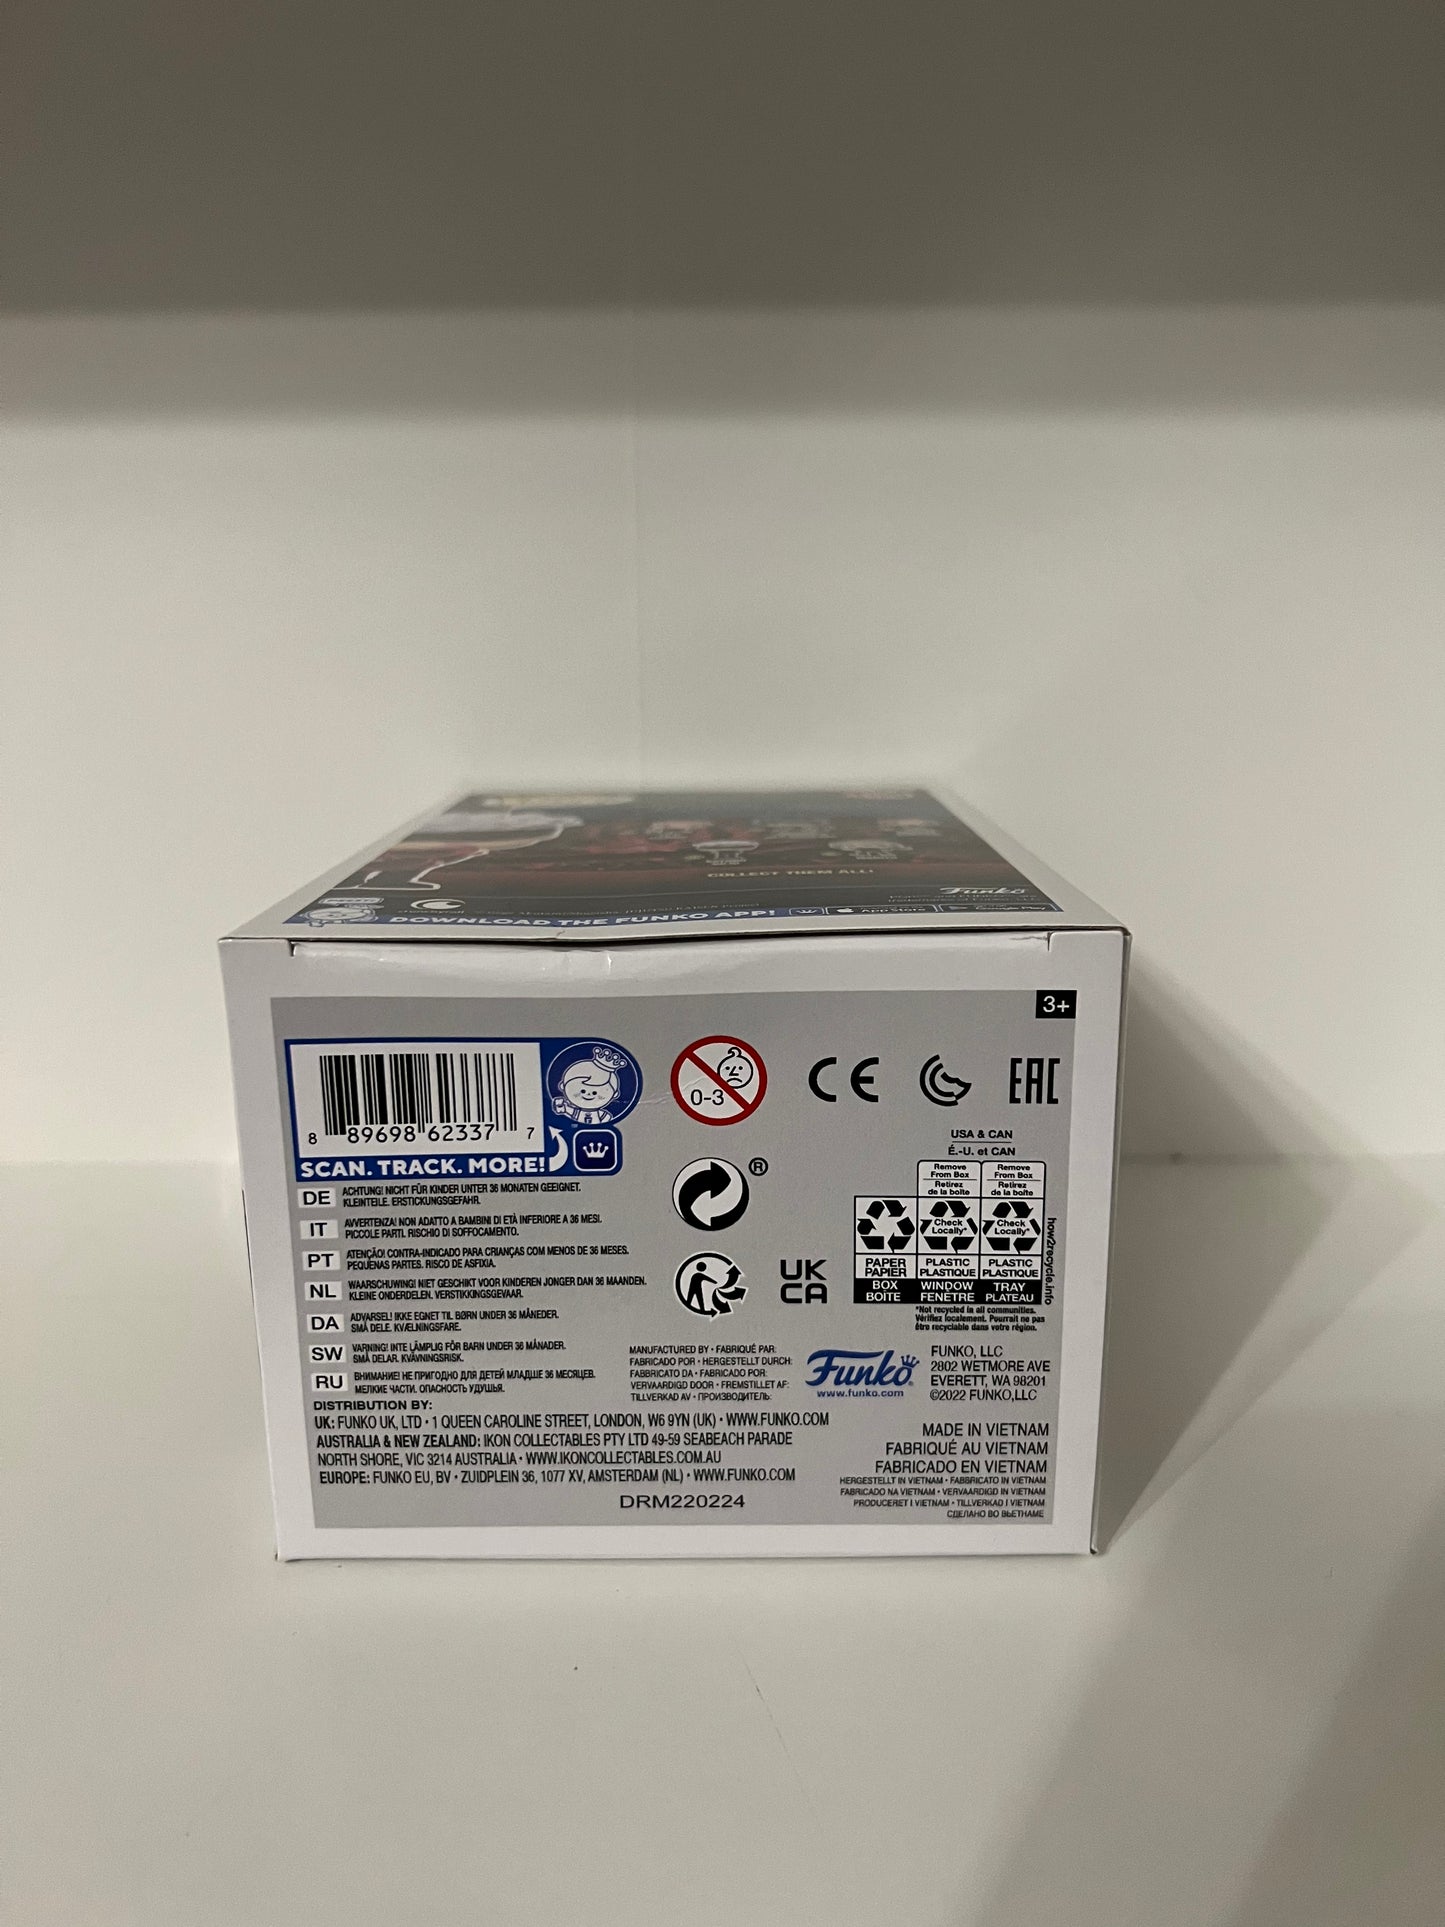 COLLECT THEM ALL!
Funko
DOWNLOAD THE FUNKO APP!
App Store
Google Play
3+
8 89698 62337 7
SCAN. TRACK. MORE!
0-3
CE
EAC
DE ACHTUNG! NICHT FÜR KINDER UNTER 36 MONATEN GEEIGNET.
KLEINTEILE. ERSTICKUNGSGEFAHR.
IT AVVERTENZA! NON ADATTO A BAMBINI DI ETÀ INFERIORE A 36 MESI.
PICCOLE PARTI. RISCHIO DI SOFFOCAMENTO.
PT ATENÇÃO! CONTRA-INDICADO PARA CRIANÇAS COM MENOS DE 36 MESES.
PEQUENAS PARTES. RISCO DE ASFIXIA.
NL WAARSCHUWING! NIET GESCHIKT VOOR KINDEREN JONGER DAN 36 MAANDEN.
KLEINE ONDERDELEN. VERSTIKKINGSGEVAAR.
DA ADVARSEL! IKKE EGNET TIL BØRN UNDER 36 MÅNEDER.
SMÅ DELE. KVÆLNINGSFARE.
SW VARNING! INTE LÄMPLIG FÖR BARN UNDER 36 MÅNADER.
SMÅ DELAR. KVÄVNINGSRISK.
RU ВНИМАНИЕ! НЕ ПРИГОДНО ДЛЯ ДЕТЕЙ МЛАДШЕ 36 МЕСЯЦЕВ.
МЕЛКИЕ ЧАСТИ. ОПАСНОСТЬ УДУШЬЯ.
®
UK
CA
USA & CAN
É.-U. et CAN
Remove From Box
Retirez de la boîte
Remove From Box
Retirez de la boîte
Check Locally*
Check Locally*
PAPER
PAPIER
BOX
BOÎTE
PLASTIC
PLASTIQUE
WINDOW
FENÊTRE
PLASTIC
PLASTIQUE
TRAY
PLATEAU
how2recycle.info
*Not recycled in all communities.
Vérifiez localement. Pourrait ne pas
être recyclable dans votre région.
MANUFACTURED BY • FABRIQUÉ PAR:
FABRICADO POR • HERGESTELLT DURCH:
FABBRICATO DA • FABRICADO POR:
VERVAARDIGD DOOR • FREMSTILLET AF:
TILLVERKAD AV • ПРОИЗВОДИТЕЛЬ:
Funko
www.funko.com
FUNKO, LLC
2802 WETMORE AVE
EVERETT, WA 98201
©2022 FUNKO,LLC
DISTRIBUTION BY:
UK: FUNKO UK, LTD • 1 QUEEN CAROLINE STREET, LONDON, W6 9YN (UK) • WWW.FUNKO.COM
AUSTRALIA & NEW ZEALAND: IKON COLLECTABLES PTY LTD 49-59 SEABEACH PARADE
NORTH SHORE, VIC 3214 AUSTRALIA • WWW.IKONCOLLECTABLES.COM.AU
EUROPE: FUNKO EU, BV • ZUIDPLEIN 36, 1077 XV, AMSTERDAM (NL) • WWW.FUNKO.COM
DRM220224
MADE IN VIETNAM
FABRIQUÉ AU VIETNAM
FABRICADO EN VIETNAM
HERGESTELLT IN VIETNAM • FABBRICATO IN VIETNAM
FABRICADO NA VIETNAM • VERVAARDIGD IN VIETNAM
PRODUCERET I VIETNAM • TILLVERKAD I VIETNAM
СДЕЛАНО ВО ВЬЕТНАМЕ